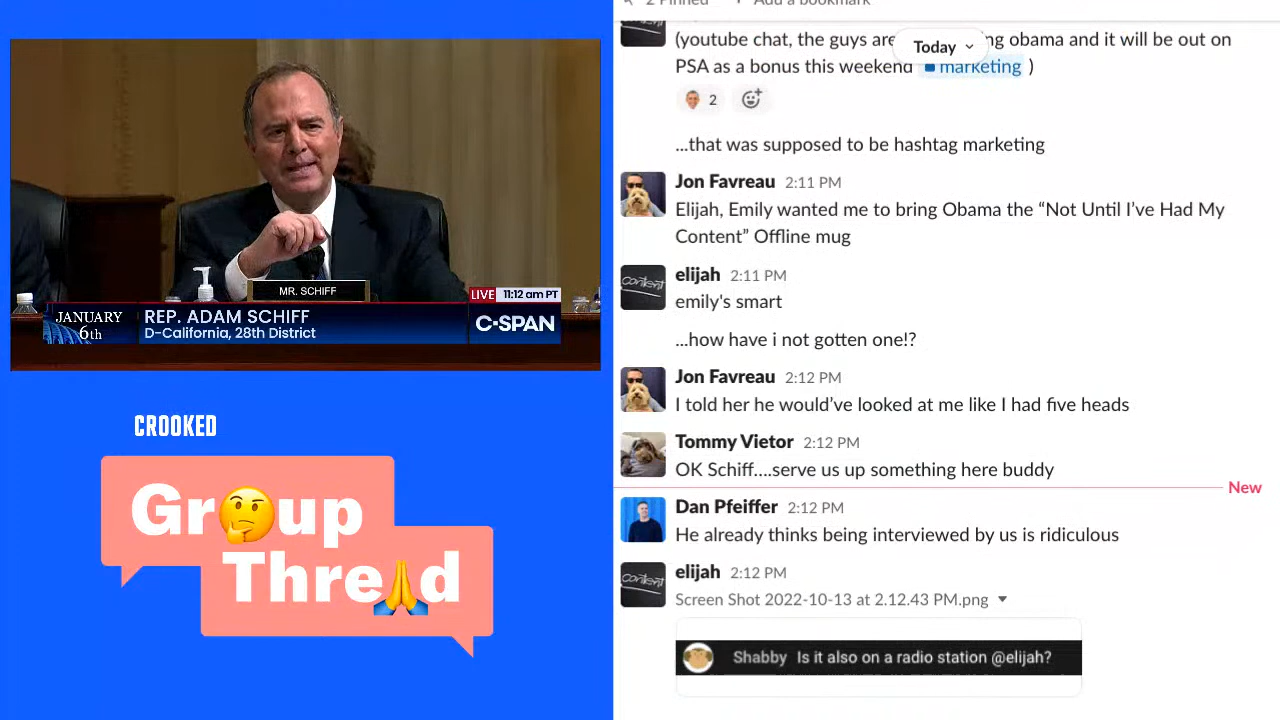 MR. SCHIFF
LIVE 11:12 am PT
JANUARY
6th
REP. ADAM SCHIFF
D-California, 28th District
C-SPAN
CROOKED
Gr🤔up
Thre🙏d
2 Pinned + Add a bookmark
Today
(youtube chat, the guys are ng obama and it will be out on
PSA as a bonus this weekend marketing )
2
...that was supposed to be hashtag marketing
Jon Favreau 2:11 PM
Elijah, Emily wanted me to bring Obama the “Not Until I’ve Had My
Content” Offline mug
content
elijah 2:11 PM
emily's smart
...how have i not gotten one!?
Jon Favreau 2:12 PM
I told her he would’ve looked at me like I had five heads
Tommy Vietor 2:12 PM
OK Schiff....serve us up something here buddy
New
Dan Pfeiffer 2:12 PM
He already thinks being interviewed by us is ridiculous
content
elijah 2:12 PM
Screen Shot 2022-10-13 at 2.12.43 PM.png
Shabby Is it also on a radio station @elijah?